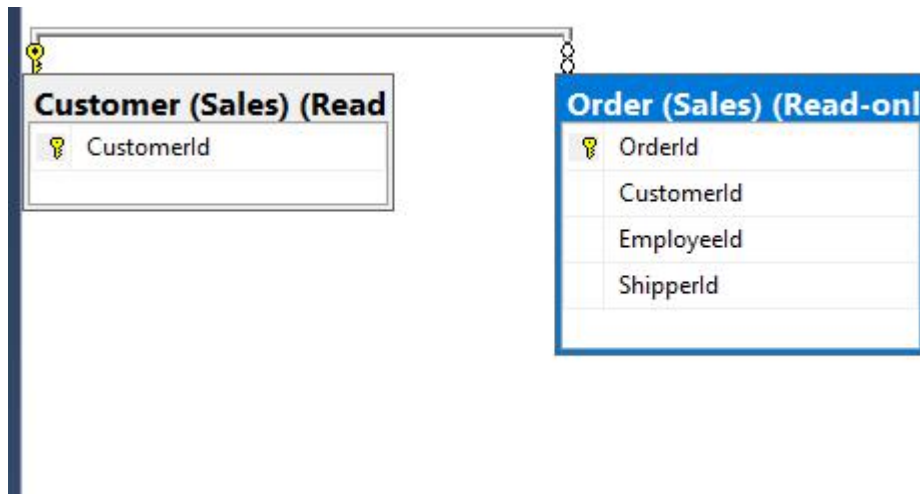 Customer (Sales) (Read
CustomerId
Order (Sales) (Read-onl
OrderId
CustomerId
EmployeeId
ShipperId